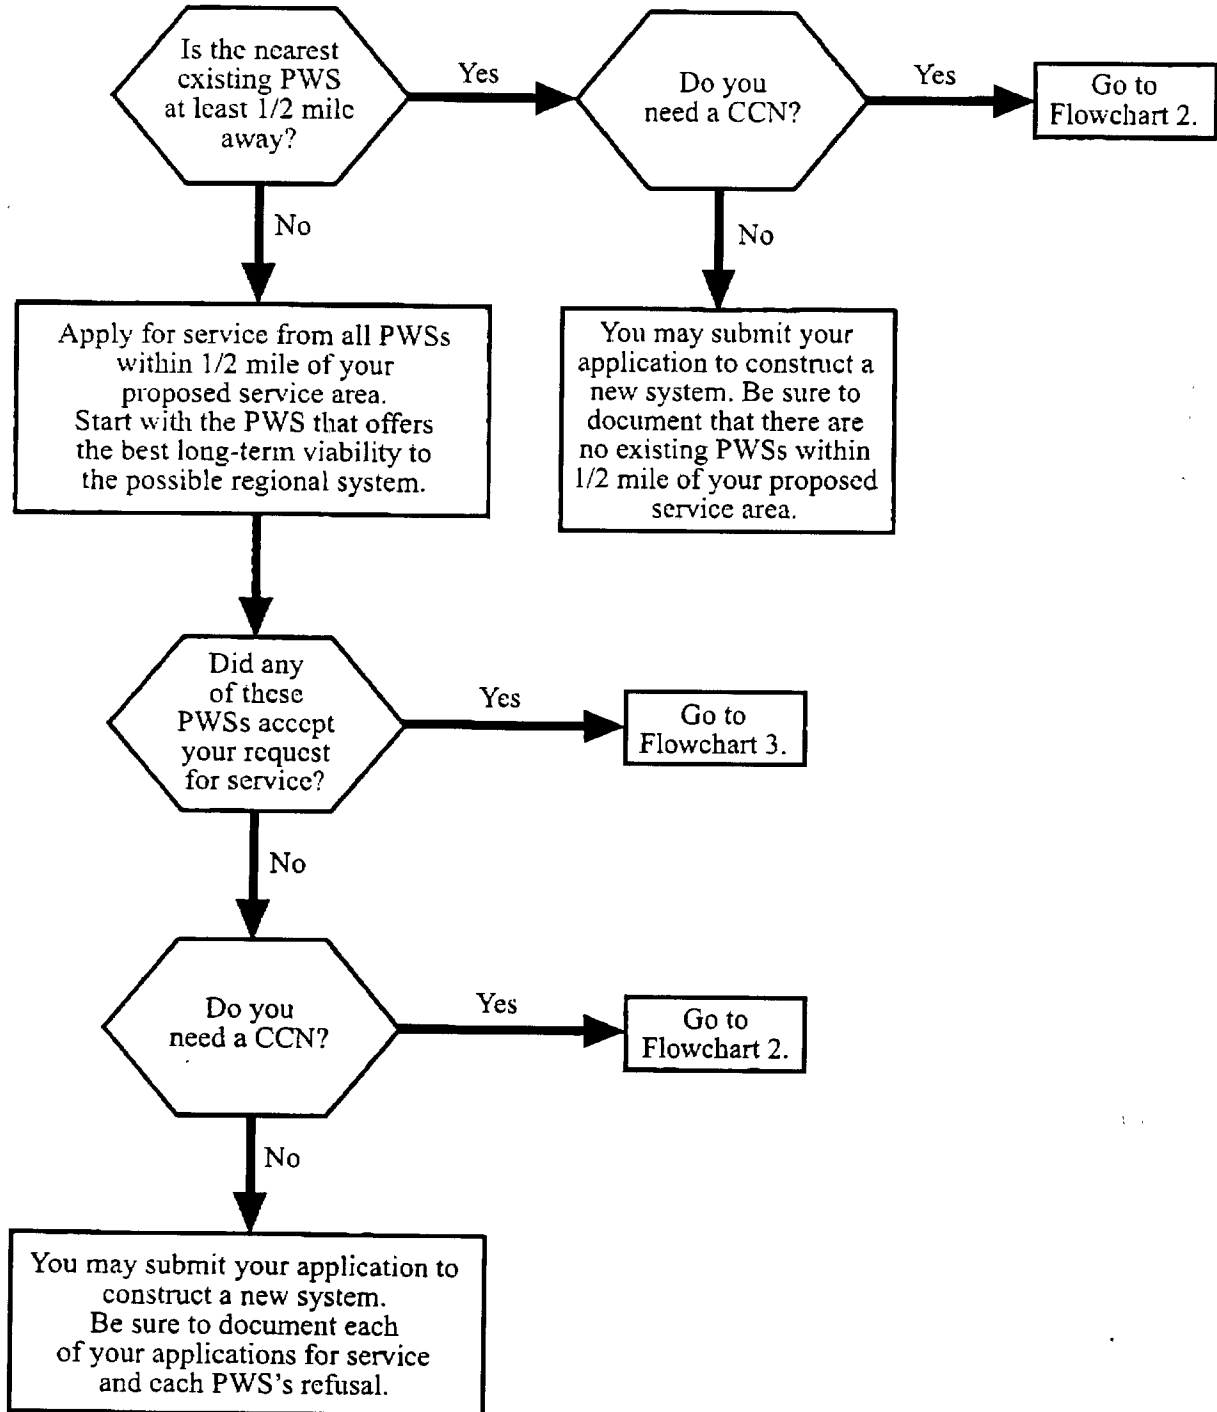 Is the nearest
existing PWS
at least 1/2 mile
away?
Yes
Do you
need a CCN?
Yes
Go to
Flowchart 2.
No
No
Apply for service from all PWSs
within 1/2 mile of your
proposed service area.
Start with the PWS that offers
the best long-term viability to
the possible regional system.
You may submit your
application to construct a
new system. Be sure to
document that there are
no existing PWSs within
1/2 mile of your proposed
service area.
Did any
of these
PWSs accept
your request
for service?
Yes
Go to
Flowchart 3.
No
Do you
need a CCN?
Yes
Go to
Flowchart 2.
No
You may submit your application to
construct a new system.
Be sure to document each
of your applications for service
and each PWS's refusal.